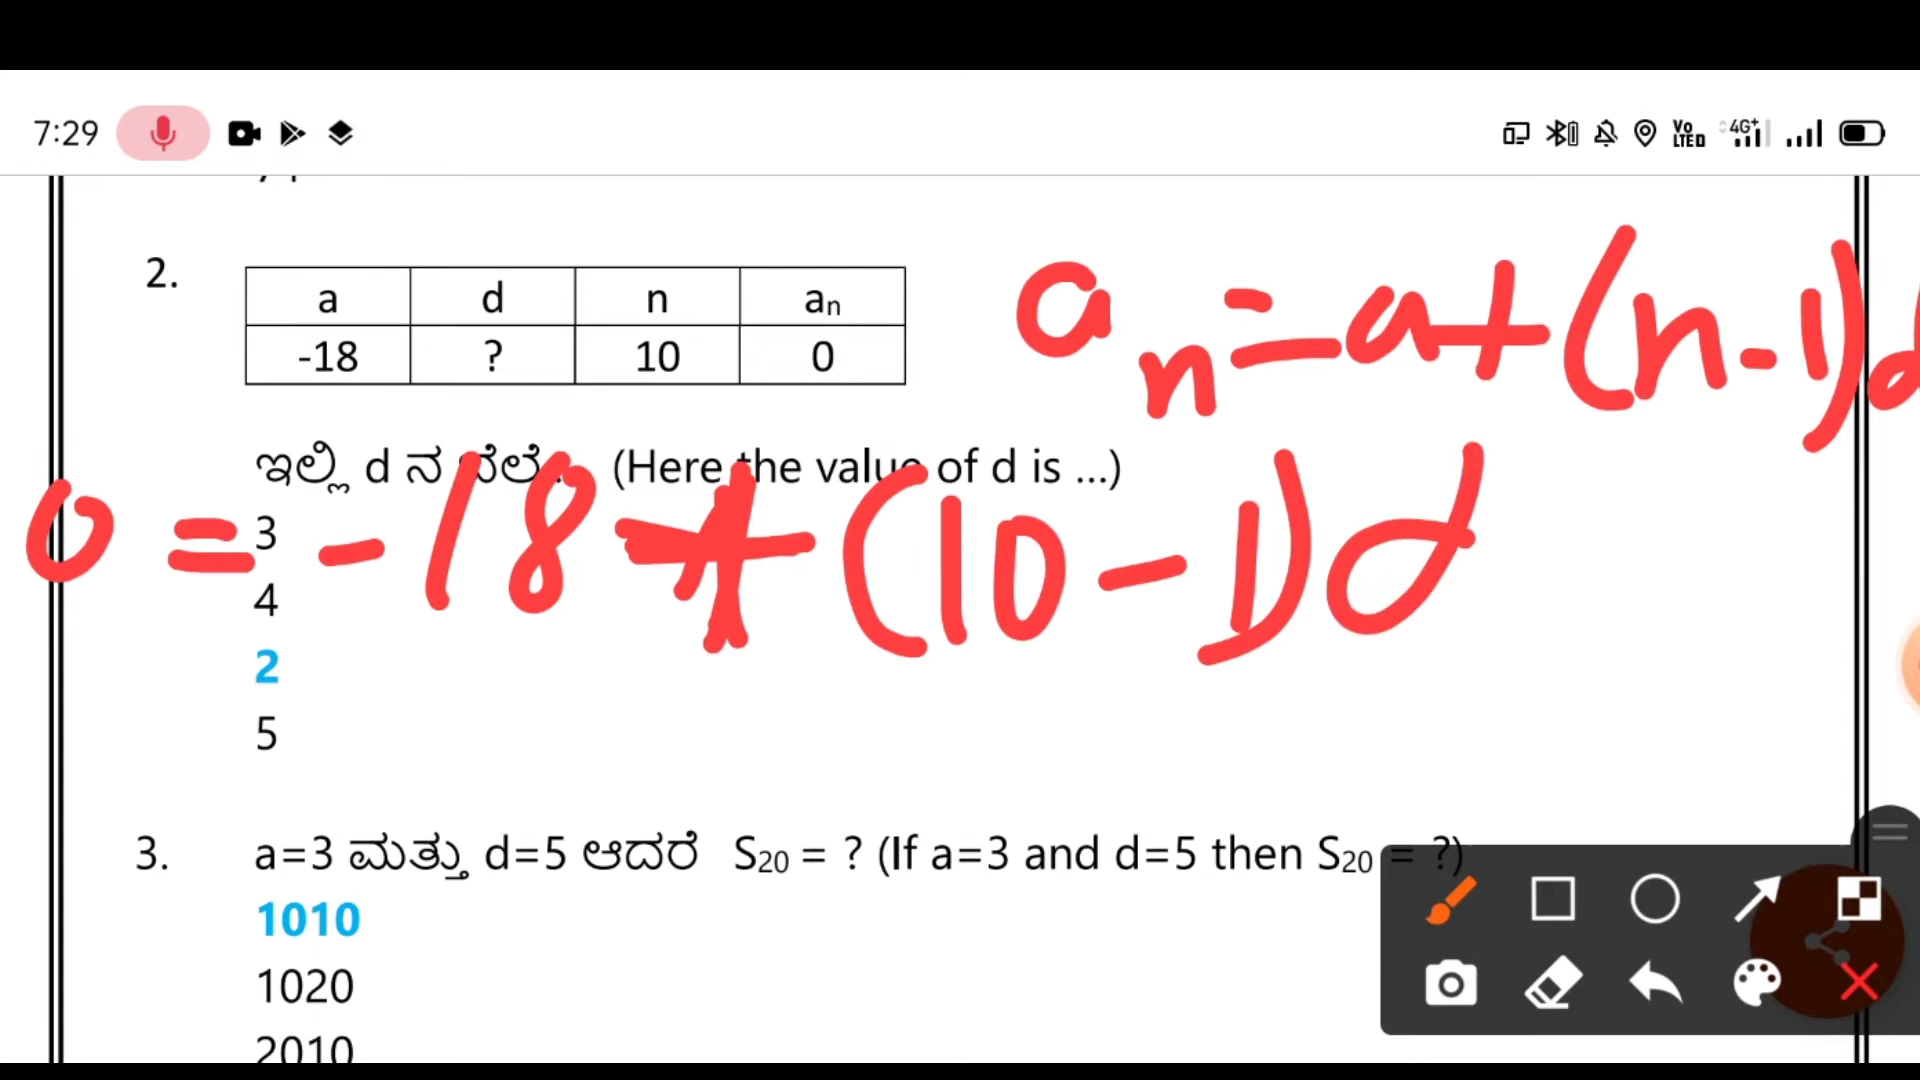 7:29
VoLTE 4G+
2.
a d n an
-18 ? 10 0
an = a + (n-1)d
ಇಲ್ಲಿ d ನ ಬೆಲೆ.. (Here the value of d is ...)
0 = -18 + (10-1)d
3
4
2
5
3. a=3 ಮತ್ತು d=5 ಆದರೆ S20 = ? (If a=3 and d=5 then S20 = ?)
1010
1020
2010